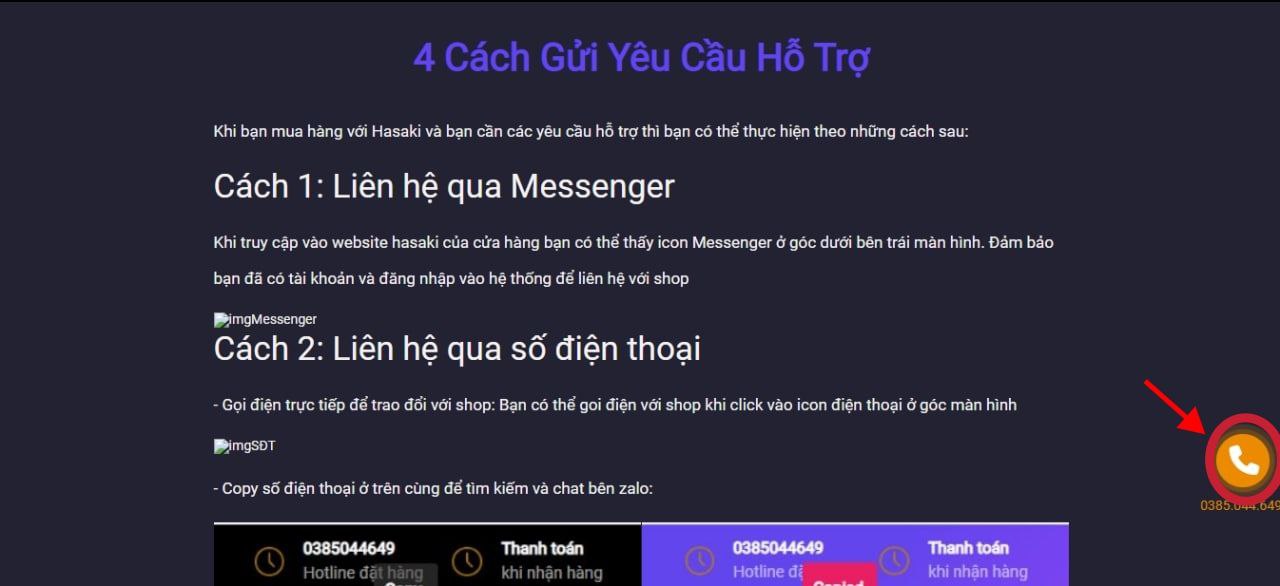 4 Cách Gửi Yêu Cầu Hỗ Trợ
Khi bạn mua hàng với Hasaki và bạn cần các yêu cầu hỗ trợ thì bạn có thể thực hiện theo những cách sau:
Cách 1: Liên hệ qua Messenger
Khi truy cập vào website hasaki của cửa hàng bạn có thể thấy icon Messenger ở góc dưới bên trái màn hình. Đảm bảo
bạn đã có tài khoản và đăng nhập vào hệ thống để liên hệ với shop
imgMessenger
Cách 2: Liên hệ qua số điện thoại
- Gọi điện trực tiếp để trao đổi với shop: Bạn có thể goi điện với shop khi click vào icon điện thoại ở góc màn hình
imgSĐT
- Copy số điện thoại ở trên cùng để tìm kiếm và chat bên zalo:
0385.044.649
0385044649 Thanh toán 0385044649 Thanh toán
Hotline đặt hàng khi nhận hàng Hotline đặ khi nhận hàng
Copy Copied